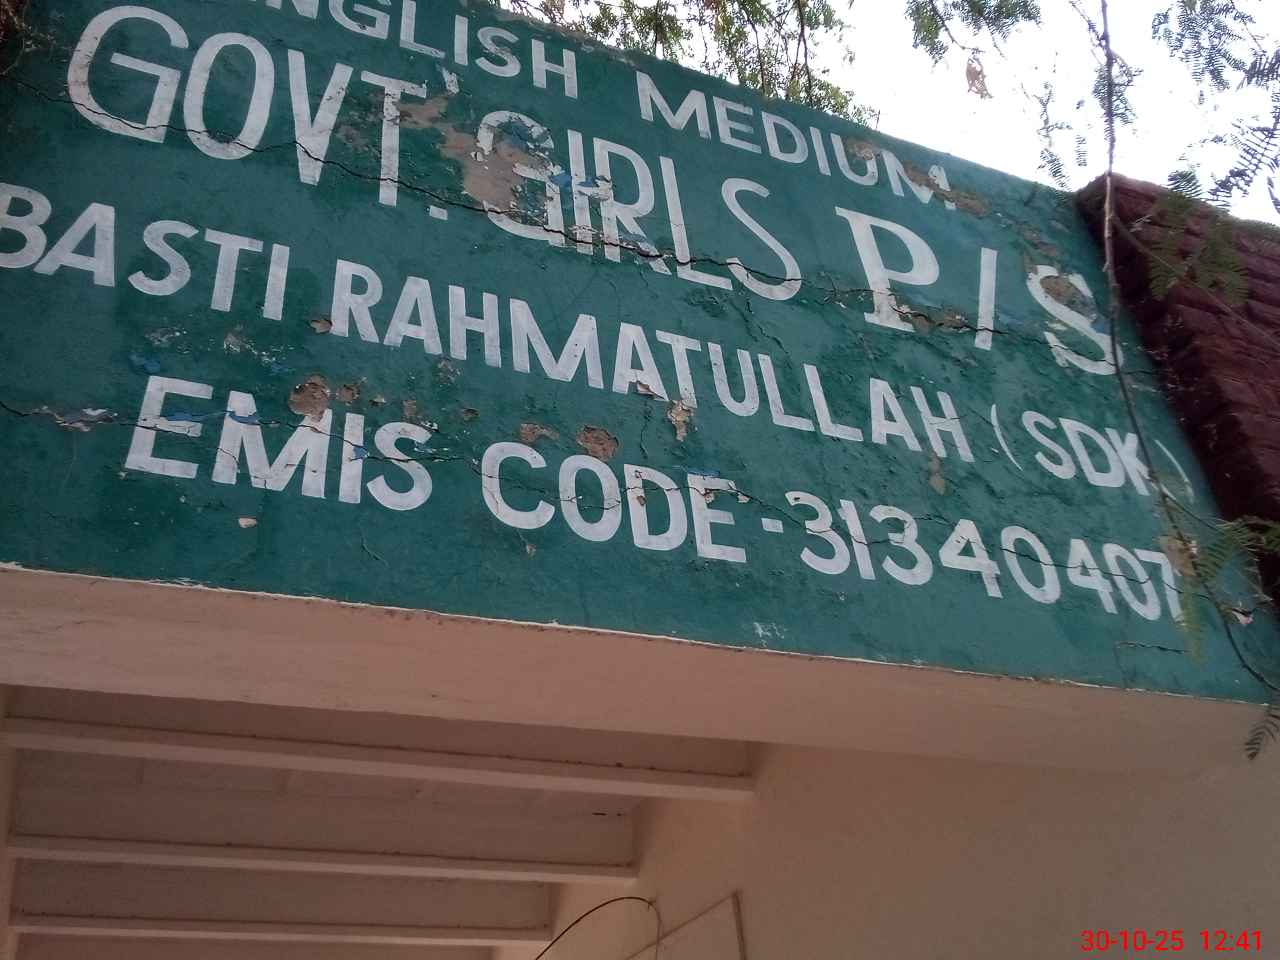 ENGLISH MEDIUM
GOVT. GIRLS P/S
BASTI RAHMATULLAH (SDK)
EMIS CODE-31340407
30-10-25 12:41